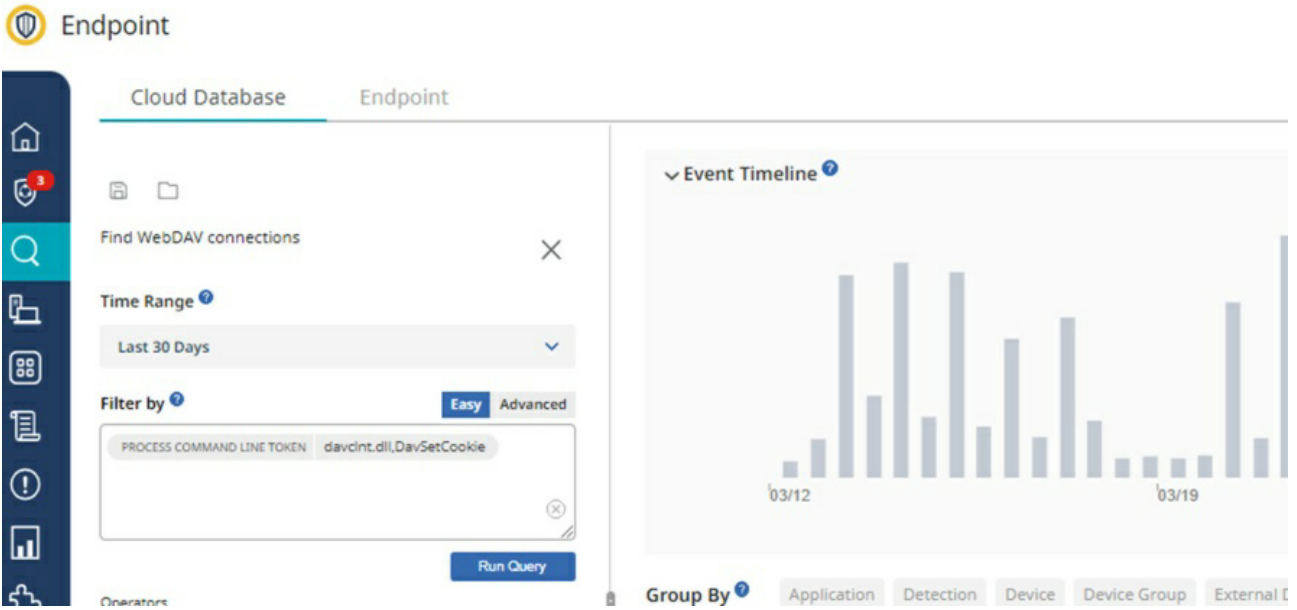 Endpoint
Cloud Database
Endpoint
3
Find WebDAV connections
Time Range ?
Last 30 Days
Filter by ?
Easy
Advanced
PROCESS COMMAND LINE TOKEN
davclnt.dll,DavSetCookie
Run Query
Operators
Event Timeline ?
03/12
03/19
Group By ?
Application
Detection
Device
Device Group
External